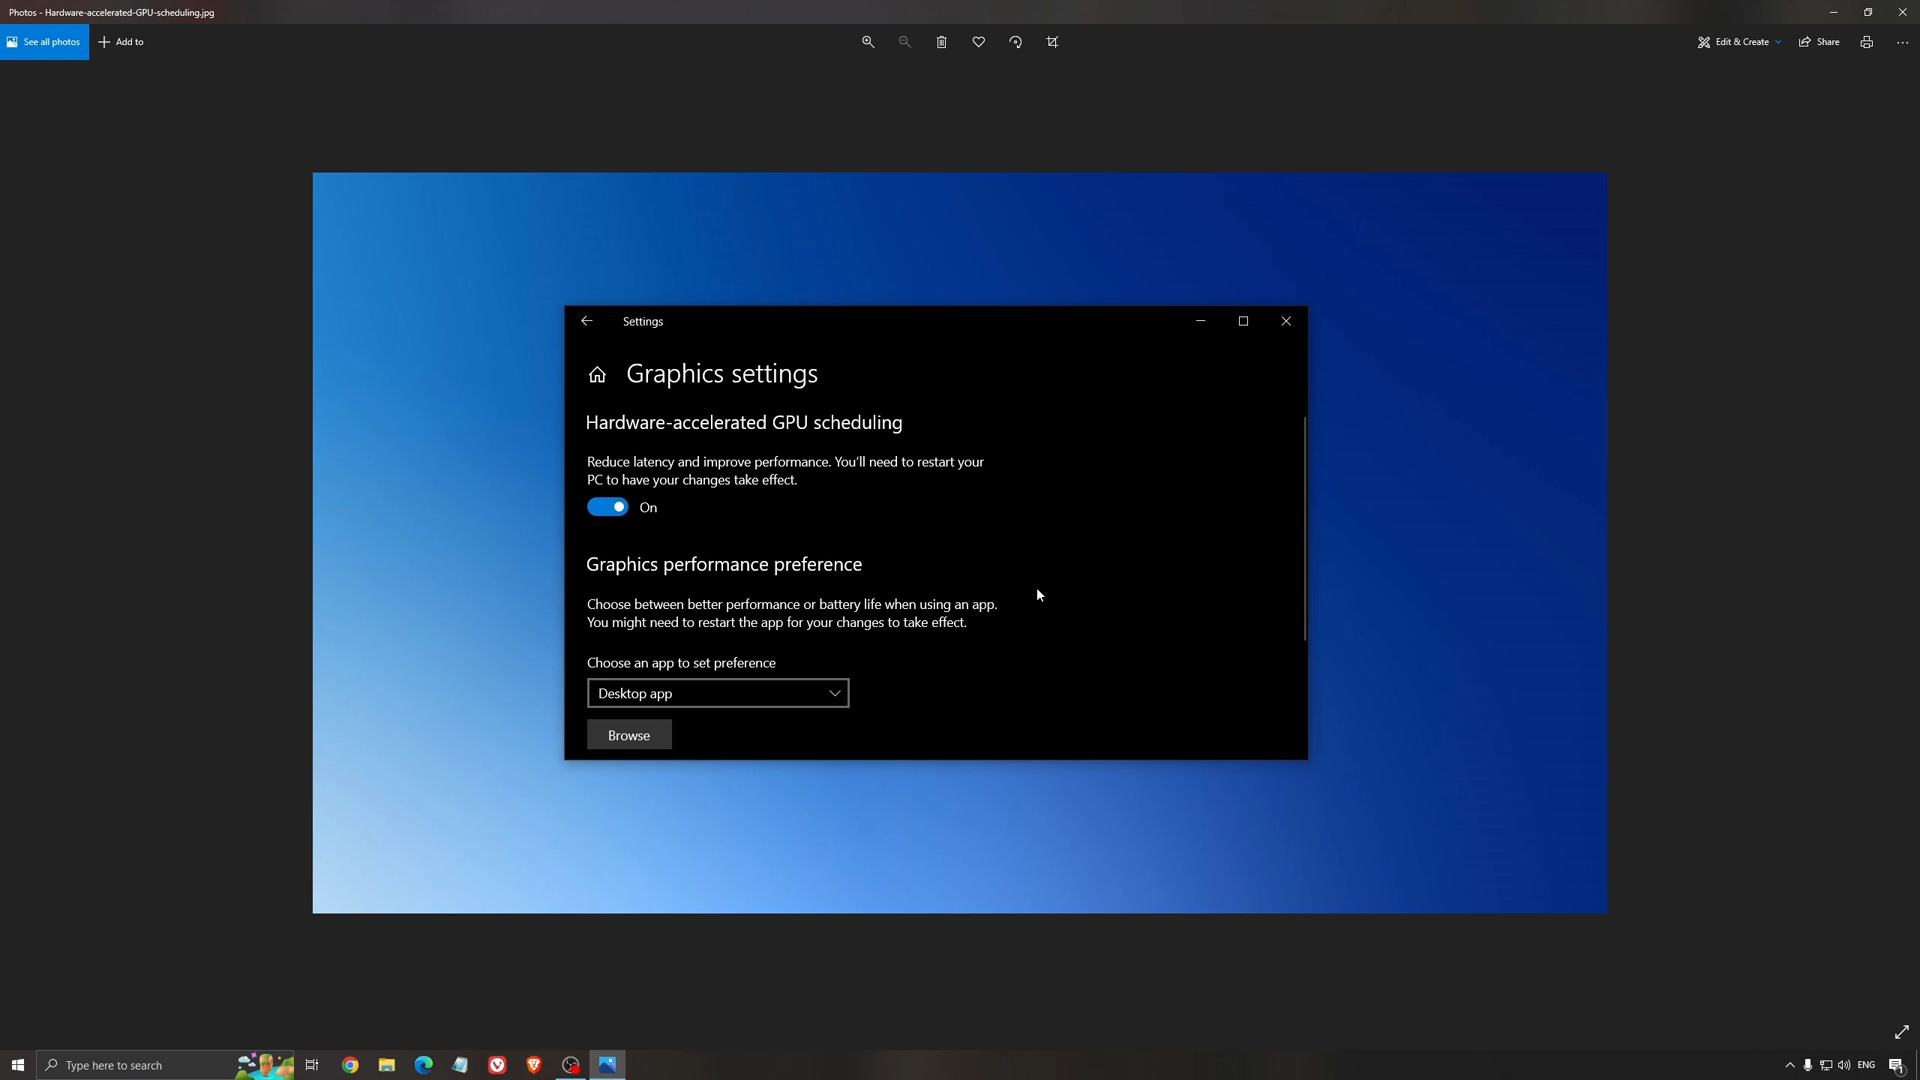 Photos - Hardware-accelerated-GPU-scheduling.jpg
See all photos
Add to
Edit & Create
Share
Settings
Graphics settings
Hardware-accelerated GPU scheduling
Reduce latency and improve performance. You'll need to restart your
PC to have your changes take effect.
On
Graphics performance preference
Choose between better performance or battery life when using an app.
You might need to restart the app for your changes to take effect.
Choose an app to set preference
Desktop app
Browse
Type here to search
ENG
1